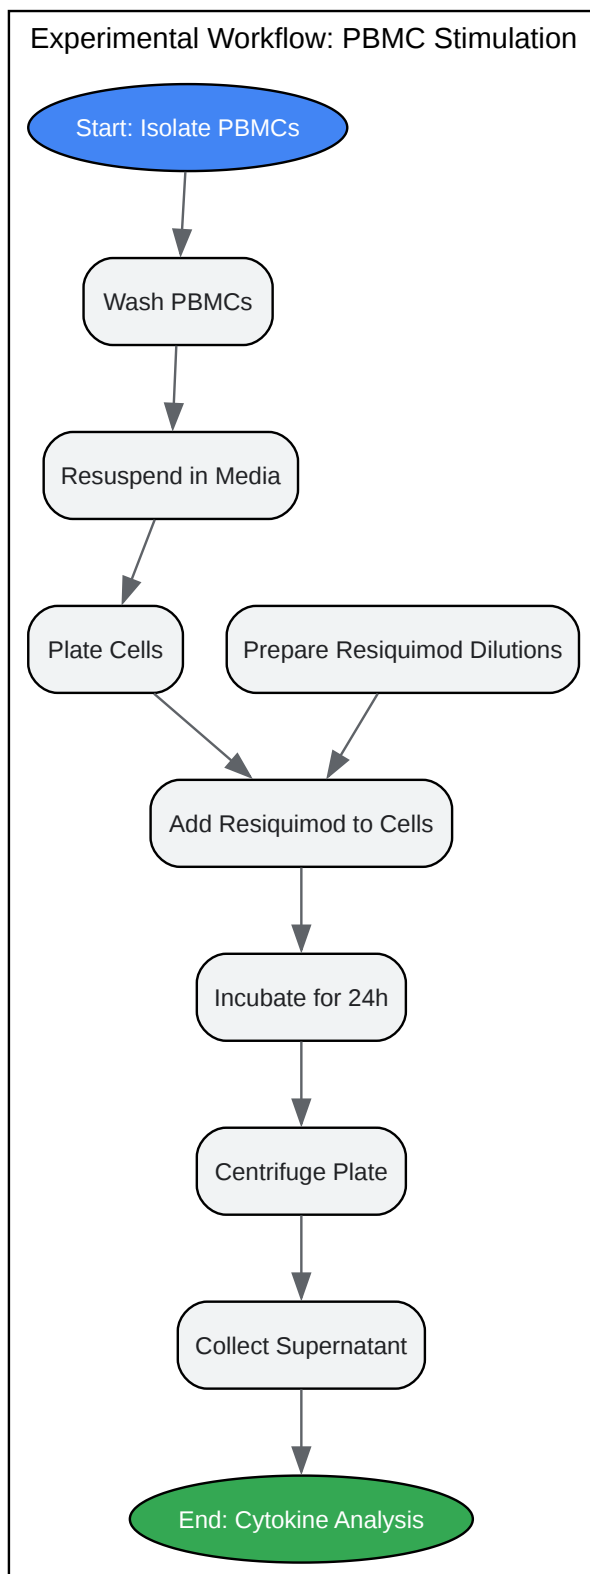 Experimental Workflow: PBMC Stimulation
Start: Isolate PBMCs
Wash PBMCs
Resuspend in Media
Plate Cells
Prepare Resiquimod Dilutions
Add Resiquimod to Cells
Incubate for 24h
Centrifuge Plate
Collect Supernatant
End: Cytokine Analysis